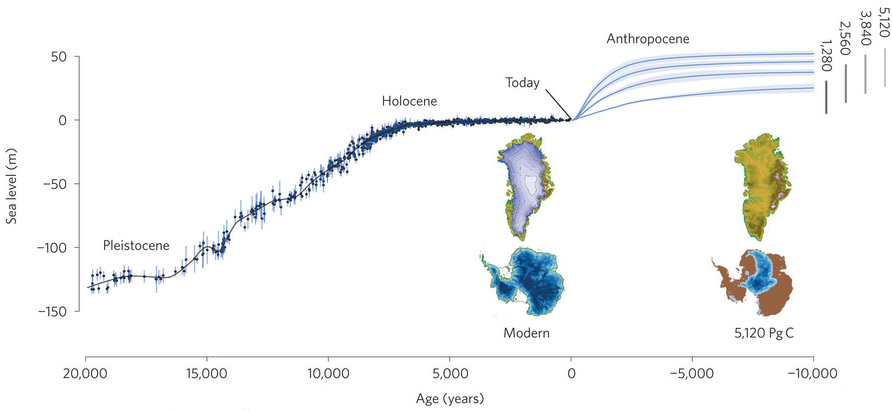 5,120
3,840
2,560
1,280
50
0
−50
−100
−150
Sea level (m)
Anthropocene
Today
Holocene
Pleistocene
Modern
5,120 Pg C
20,000 15,000 10,000 5,000 0 −5,000 −10,000
Age (years)